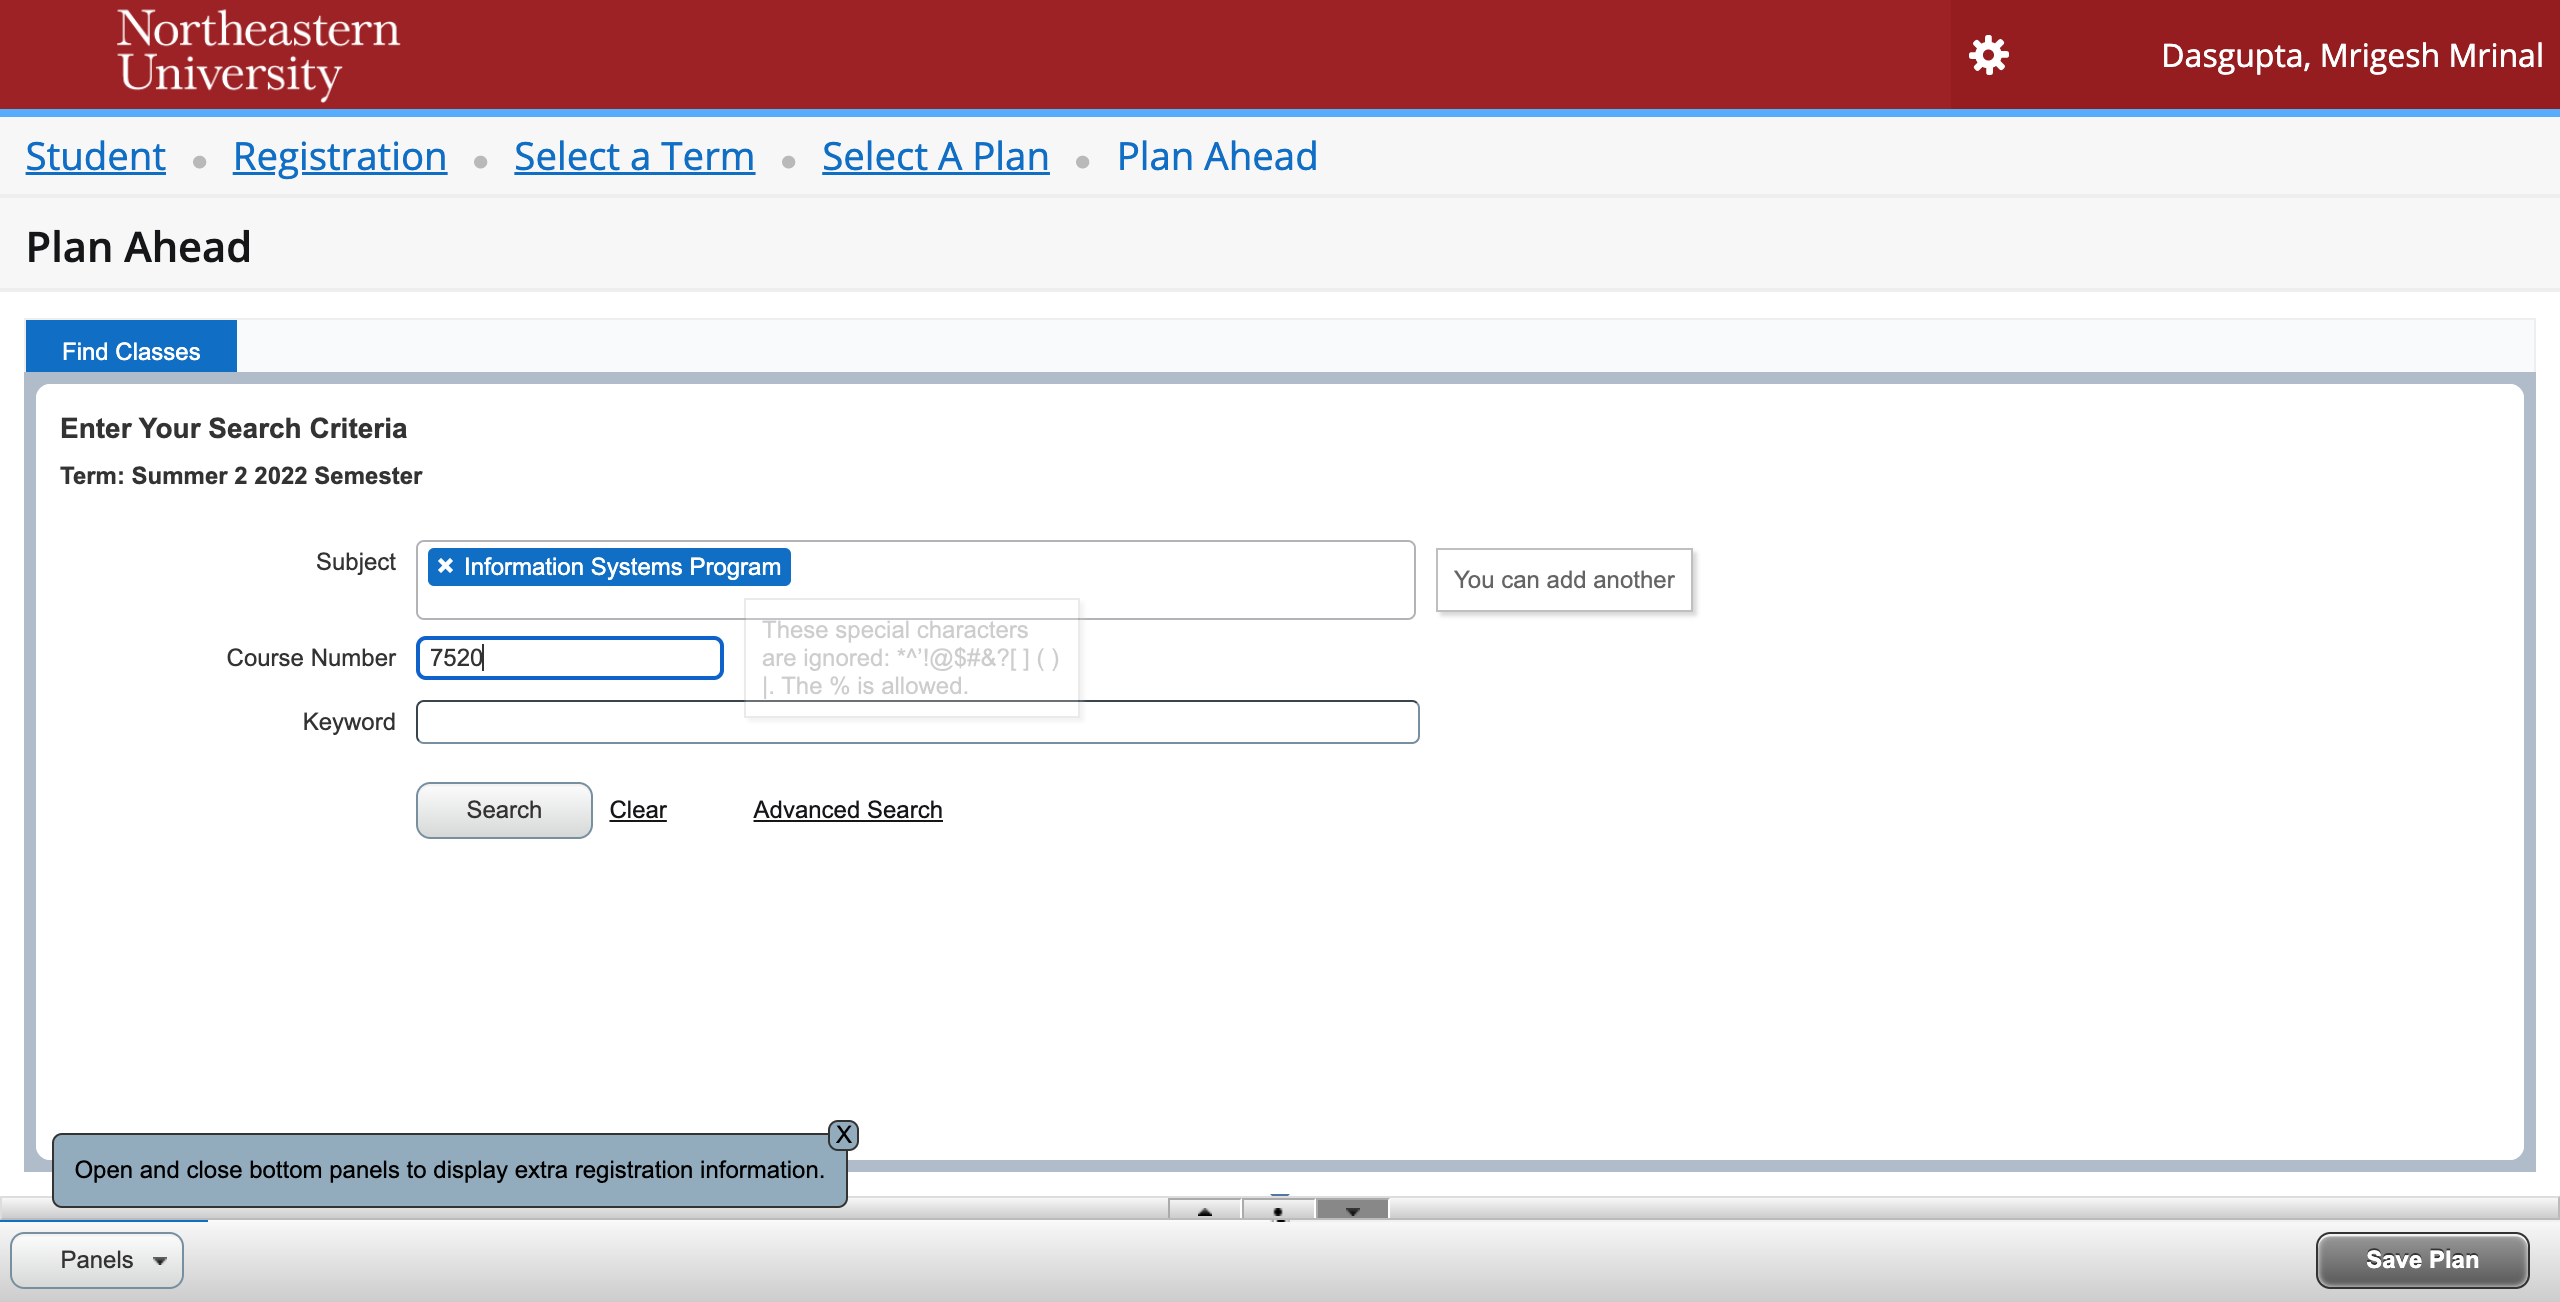 Northeastern
University
Dasgupta, Mrigesh Mrinal
Student • Registration • Select a Term • Select A Plan • Plan Ahead
Plan Ahead
Find Classes
Enter Your Search Criteria
Term: Summer 2 2022 Semester
Subject
× Information Systems Program
You can add another
Course Number
7520
These special characters
are ignored: *^'!@$#&?[ ] ( )
|. The % is allowed.
Keyword
Search
Clear
Advanced Search
X
Open and close bottom panels to display extra registration information.
Panels
Save Plan